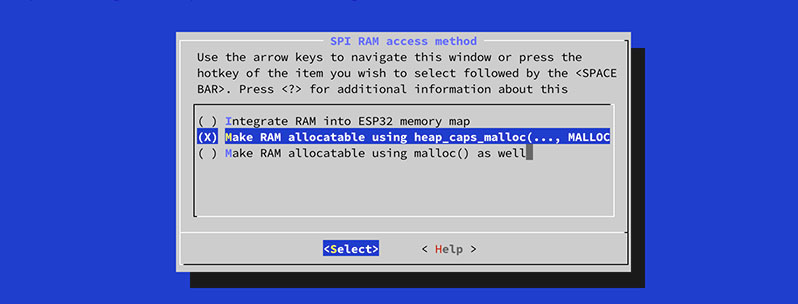 SPI RAM access method
Use the arrow keys to navigate this window or press the
hotkey of the item you wish to select followed by the <SPACE
BAR>. Press <?> for additional information about this
( ) Integrate RAM into ESP32 memory map
(X) Make RAM allocatable using heap_caps_malloc(..., MALLOC
( ) Make RAM allocatable using malloc() as well
<Select> < Help >